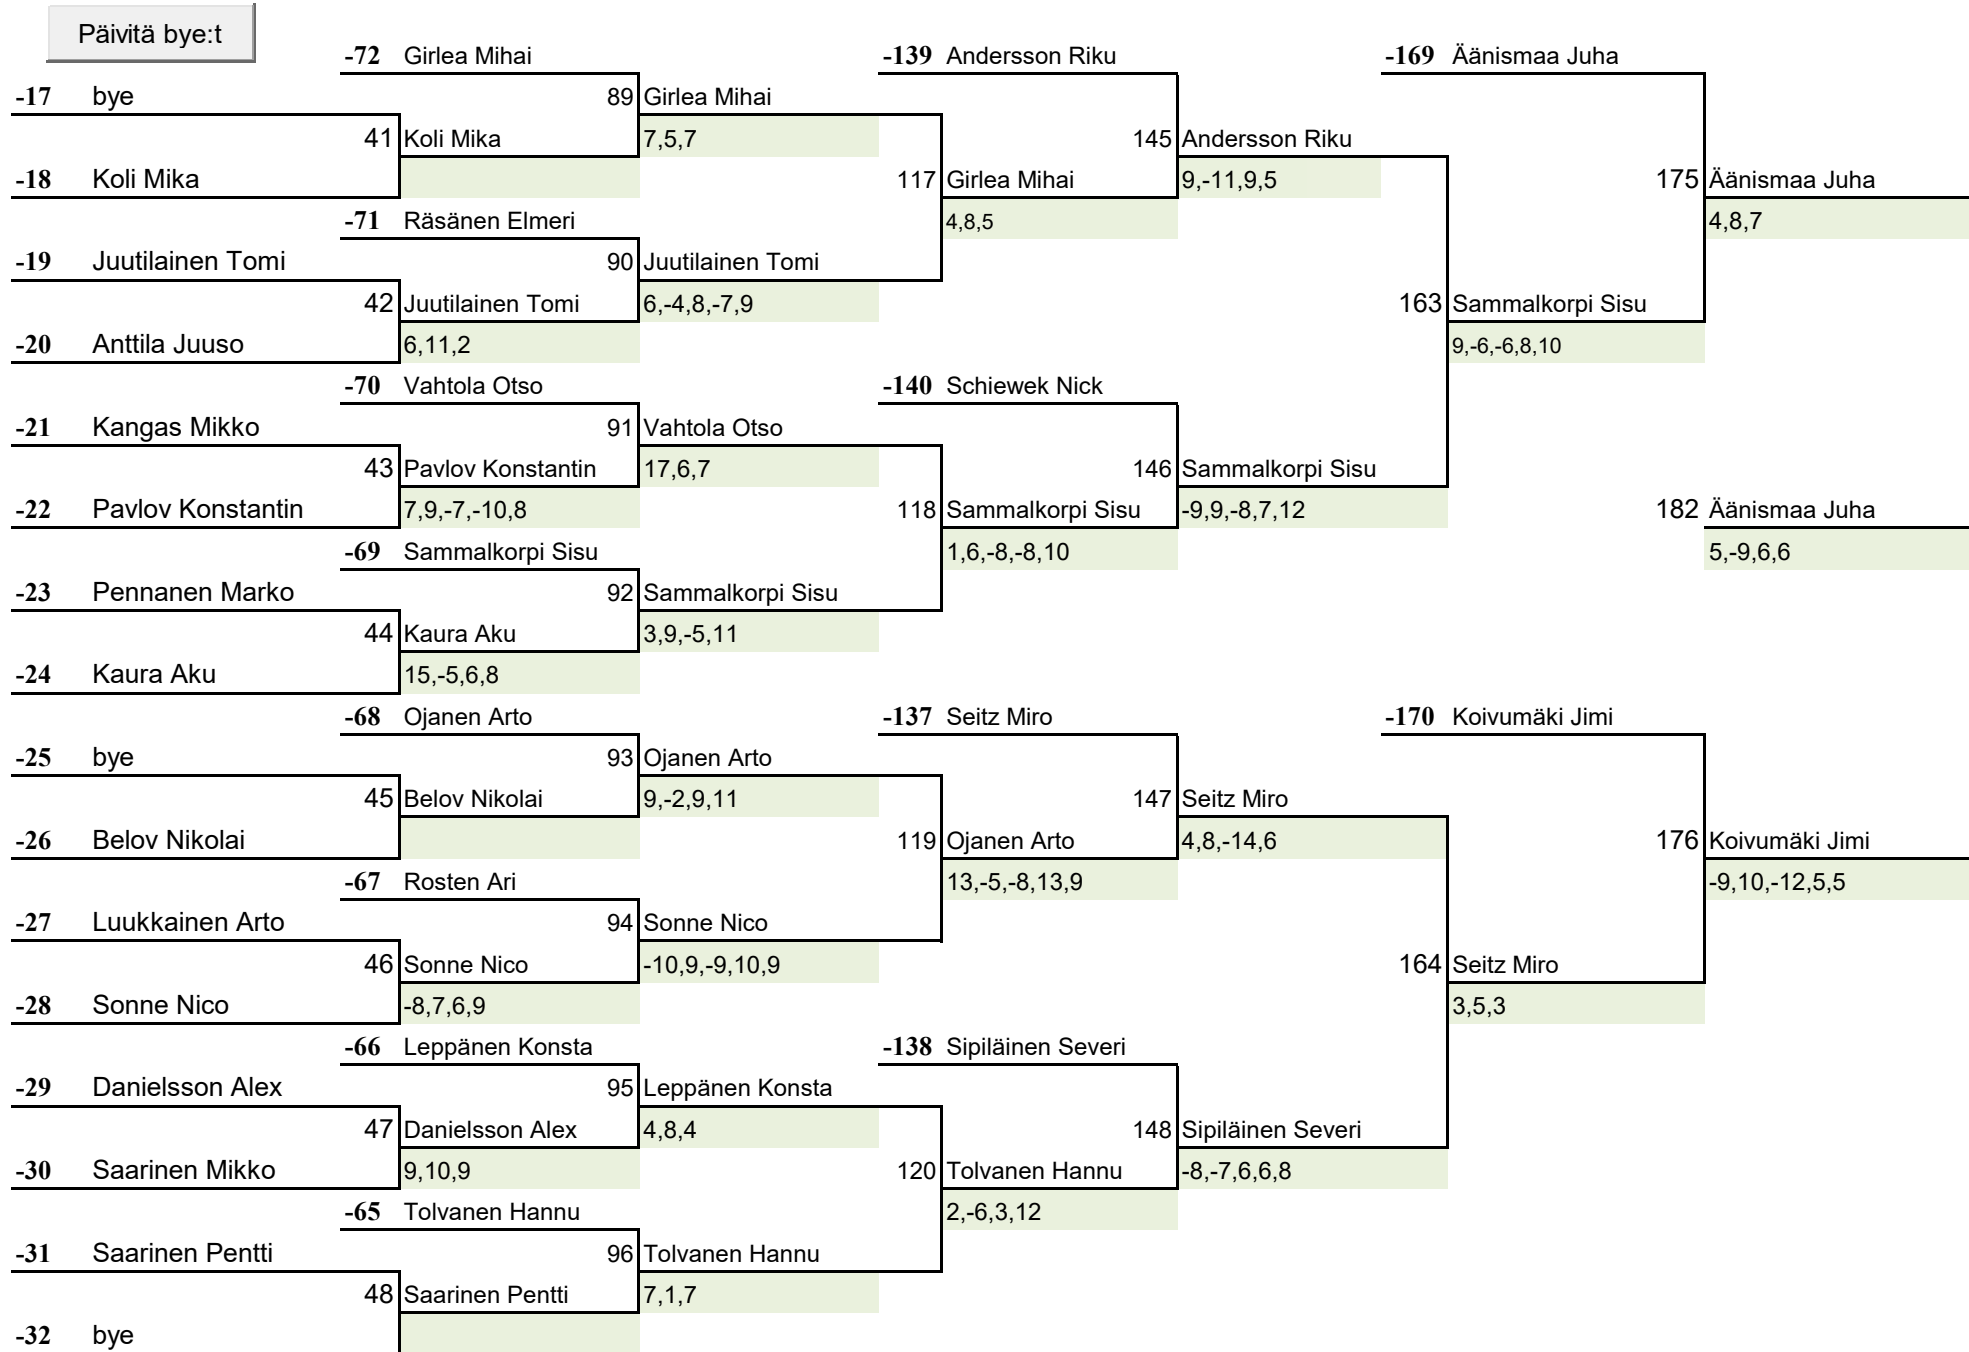 Päivitä bye:t
-72 Girlea Mihai -139 Andersson Riku -169 Äänismaa Juha
-17 bye 89 Girlea Mihai
41 Koli Mika 7,5,7 145 Andersson Riku
-18 Koli Mika 117 Girlea Mihai 9,-11,9,5 175 Äänismaa Juha
-71 Räsänen Elmeri 4,8,5 4,8,7
-19 Juutilainen Tomi 90 Juutilainen Tomi
42 Juutilainen Tomi 6,-4,8,-7,9 163 Sammalkorpi Sisu
-20 Anttila Juuso 6,11,2 9,-6,-6,8,10
-70 Vahtola Otso -140 Schiewek Nick
-21 Kangas Mikko 91 Vahtola Otso
43 Pavlov Konstantin 17,6,7 146 Sammalkorpi Sisu
-22 Pavlov Konstantin 7,9,-7,-10,8 118 Sammalkorpi Sisu -9,9,-8,7,12 182 Äänismaa Juha
-69 Sammalkorpi Sisu 1,6,-8,-8,10 5,-9,6,6
-23 Pennanen Marko 92 Sammalkorpi Sisu
44 Kaura Aku 3,9,-5,11
-24 Kaura Aku 15,-5,6,8
-68 Ojanen Arto -137 Seitz Miro -170 Koivumäki Jimi
-25 bye 93 Ojanen Arto
45 Belov Nikolai 9,-2,9,11 147 Seitz Miro
-26 Belov Nikolai 119 Ojanen Arto 4,8,-14,6 176 Koivumäki Jimi
-67 Rosten Ari 13,-5,-8,13,9 -9,10,-12,5,5
-27 Luukkainen Arto 94 Sonne Nico
46 Sonne Nico -10,9,-9,10,9 164 Seitz Miro
-28 Sonne Nico -8,7,6,9 3,5,3
-66 Leppänen Konsta -138 Sipiläinen Severi
-29 Danielsson Alex 95 Leppänen Konsta
47 Danielsson Alex 4,8,4 148 Sipiläinen Severi
-30 Saarinen Mikko 9,10,9 120 Tolvanen Hannu -8,-7,6,6,8
-65 Tolvanen Hannu 2,-6,3,12
-31 Saarinen Pentti 96 Tolvanen Hannu
48 Saarinen Pentti 7,1,7
-32 bye